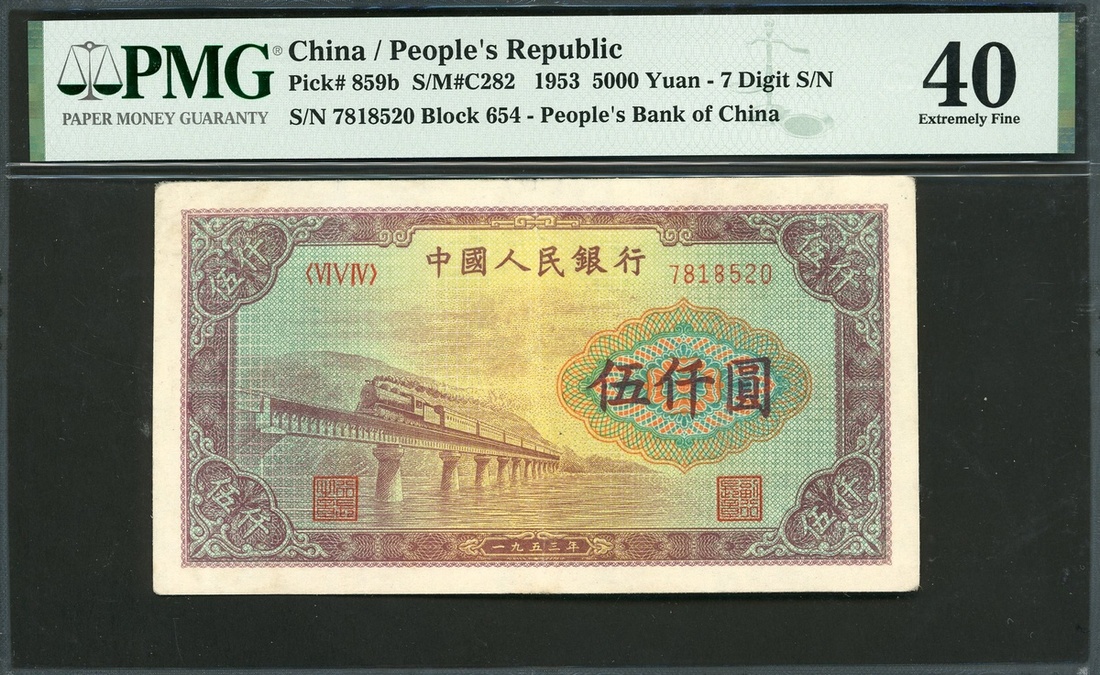 PMG®
PAPER MONEY GUARANTY
China / People's Republic
Pick# 859b S/M#C282 1953 5000 Yuan - 7 Digit S/N
S/N 7818520 Block 654 - People's Bank of China
40
Extremely Fine
伍仟
伍仟
中國人民銀行
〈VIVIV〉
7818520
伍仟圓
伍仟
伍仟
一九五三年